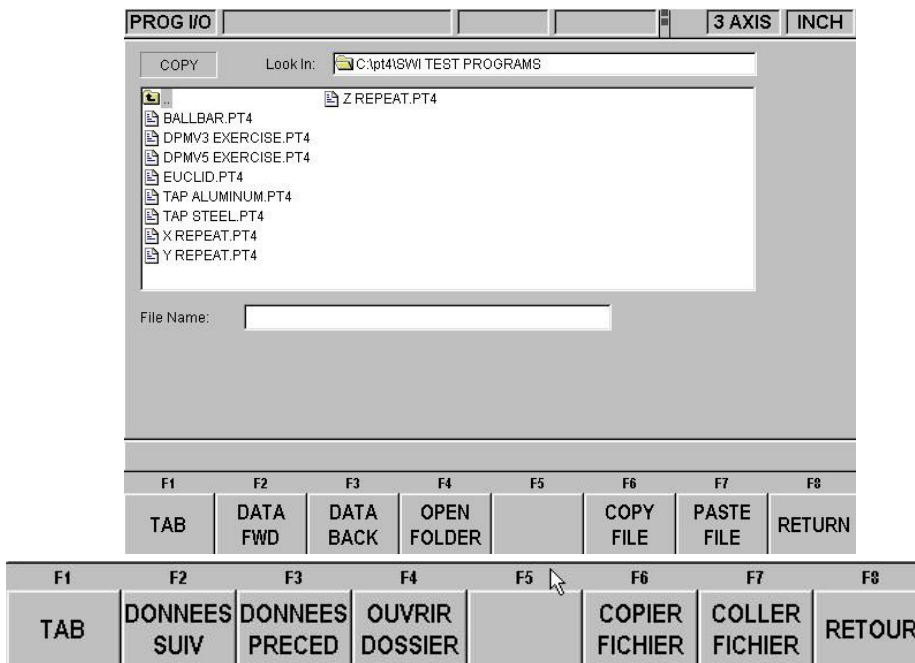 PROG I/O 3 AXIS INCH
COPY Look In: C:\pt4\SWI TEST PROGRAMS
.. Z REPEAT.PT4
BALLBAR.PT4
DPMV3 EXERCISE.PT4
DPMV5 EXERCISE.PT4
EUCLID.PT4
TAP ALUMINUM.PT4
TAP STEEL.PT4
X REPEAT.PT4
Y REPEAT.PT4
File Name:
F1 F2 F3 F4 F5 F6 F7 F8
TAB DATA FWD DATA BACK OPEN FOLDER COPY FILE PASTE FILE RETURN
F1 F2 F3 F4 F5 F6 F7 F8
TAB DONNEES SUIV DONNEES PRECED OUVRIR DOSSIER COPIER FICHIER COLLER FICHIER RETOUR